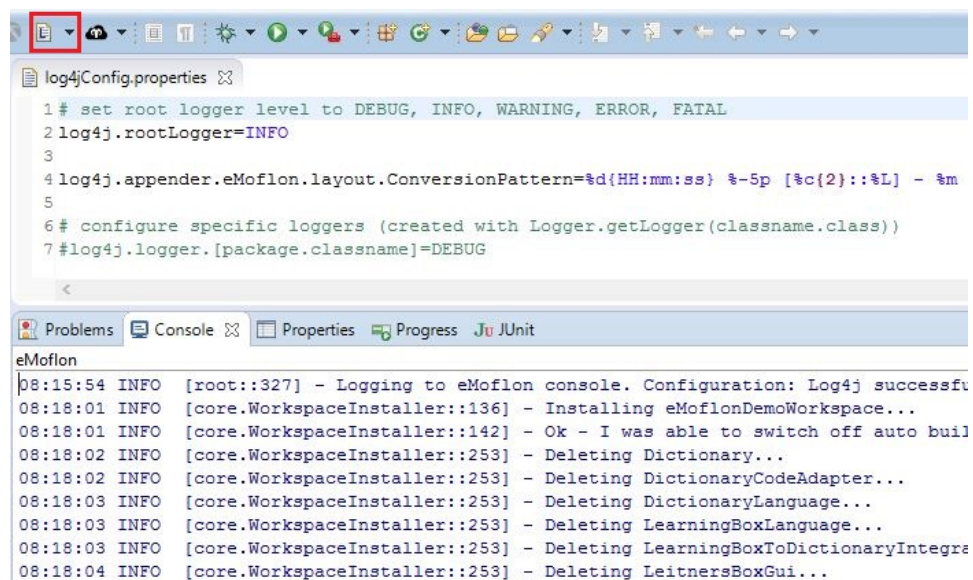 log4jConfig.properties
1 # set root logger level to DEBUG, INFO, WARNING, ERROR, FATAL
2 log4j.rootLogger=INFO
3
4 log4j.appender.eMoflon.layout.ConversionPattern=%d{HH:mm:ss} %-5p [%c{2}::%L] - %m
5
6 # configure specific loggers (created with Logger.getLogger(classname.class))
7 #log4j.logger.[package.classname]=DEBUG
Problems Console Properties Progress Ju JUnit
eMoflon
08:15:54 INFO [root::327] - Logging to eMoflon console. Configuration: Log4j successfu
08:18:01 INFO [core.WorkspaceInstaller::136] - Installing eMoflonDemoWorkspace...
08:18:01 INFO [core.WorkspaceInstaller::142] - Ok - I was able to switch off auto buil
08:18:02 INFO [core.WorkspaceInstaller::253] - Deleting Dictionary...
08:18:02 INFO [core.WorkspaceInstaller::253] - Deleting DictionaryCodeAdapter...
08:18:03 INFO [core.WorkspaceInstaller::253] - Deleting DictionaryLanguage...
08:18:03 INFO [core.WorkspaceInstaller::253] - Deleting LearningBoxLanguage...
08:18:03 INFO [core.WorkspaceInstaller::253] - Deleting LearningBoxToDictionaryIntegra
08:18:04 INFO [core.WorkspaceInstaller::253] - Deleting LeitnersBoxGui...